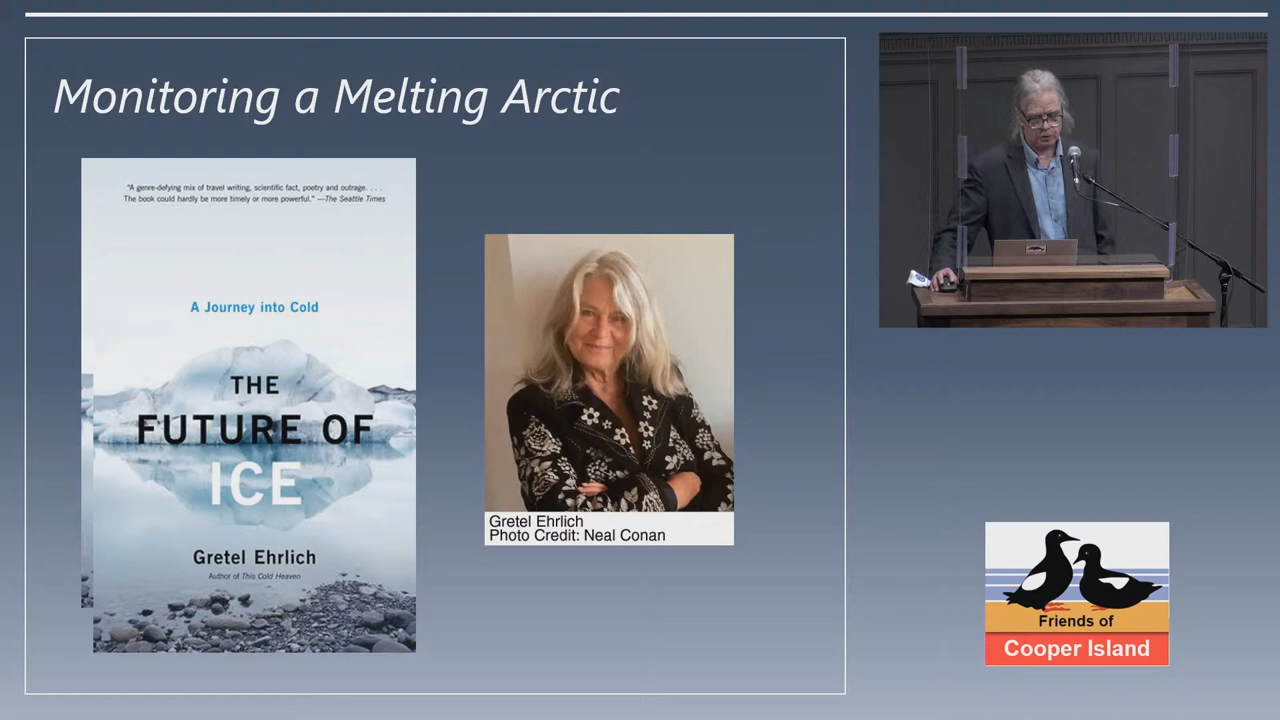 Monitoring a Melting Arctic
"A genre-defying mix of travel writing, scientific fact, poetry and outrage. . . .
The book could hardly be more timely or more powerful." —The Seattle Times
A Journey into Cold
THE
FUTURE OF
ICE
Gretel Ehrlich
Author of This Cold Heaven
Gretel Ehrlich
Photo Credit: Neal Conan
Friends of
Cooper Island